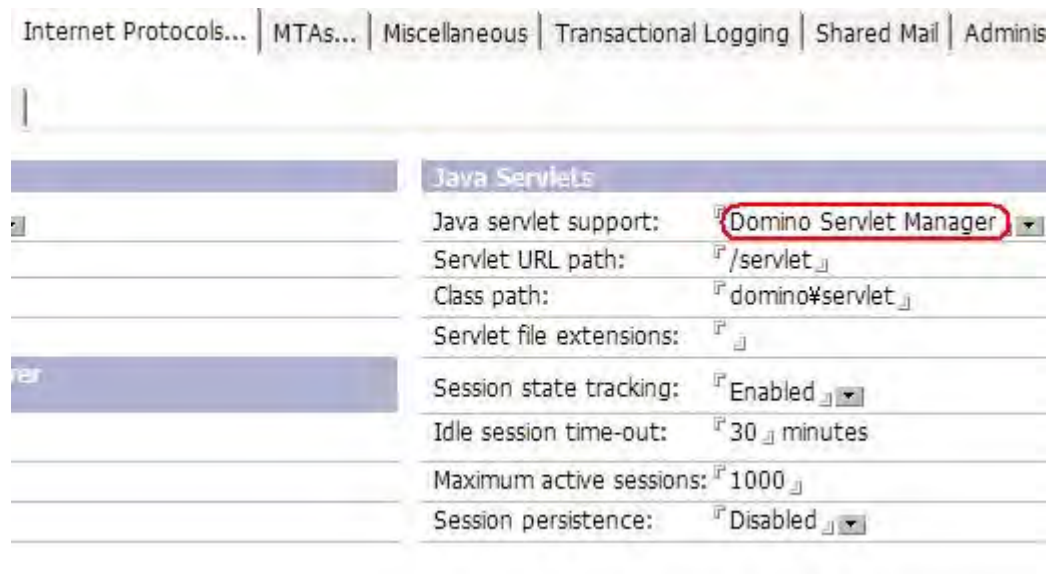 Internet Protocols... | MTAs... | Miscellaneous | Transactional Logging | Shared Mail | Adminis
Java Servlets
Java servlet support: Domino Servlet Manager
Servlet URL path: /servlet
Class path: domino¥servlet
Servlet file extensions:
ver
Session state tracking: Enabled
Idle session time-out: 30 minutes
Maximum active sessions: 1000
Session persistence: Disabled